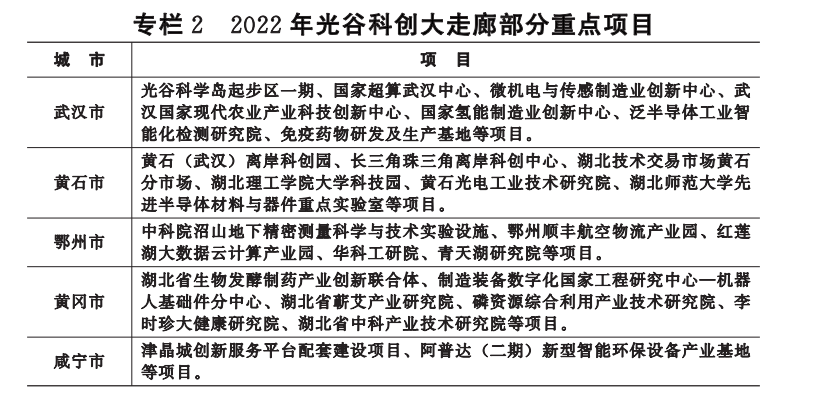 专栏2 2022年光谷科创大走廊部分重点项目
城 市 项 目
武汉市
光谷科学岛起步区一期、国家超算武汉中心、微机电与传感制造业创新中心、武
汉国家现代农业产业科技创新中心、国家氢能制造业创新中心、泛半导体工业智
能化检测研究院、免疫药物研发及生产基地等项目。
黄石市
黄石（武汉）离岸科创园、长三角珠三角离岸科创中心、湖北技术交易市场黄石
分市场、湖北理工学院大学科技园、黄石光电工业技术研究院、湖北师范大学先
进半导体材料与器件重点实验室等项目。
鄂州市
中科院沼山地下精密测量科学与技术实验设施、鄂州顺丰航空物流产业园、红莲
湖大数据云计算产业园、华科工研院、青天湖研究院等项目。
黄冈市
湖北省生物发酵制药产业创新联合体、制造装备数字化国家工程研究中心—机器
人基础件分中心、湖北省蕲艾产业研究院、磷资源综合利用产业技术研究院、李
时珍大健康研究院、湖北省中科产业技术研究院等项目。
咸宁市
津晶城创新服务平台配套建设项目、阿普达（二期）新型智能环保设备产业基地
等项目。